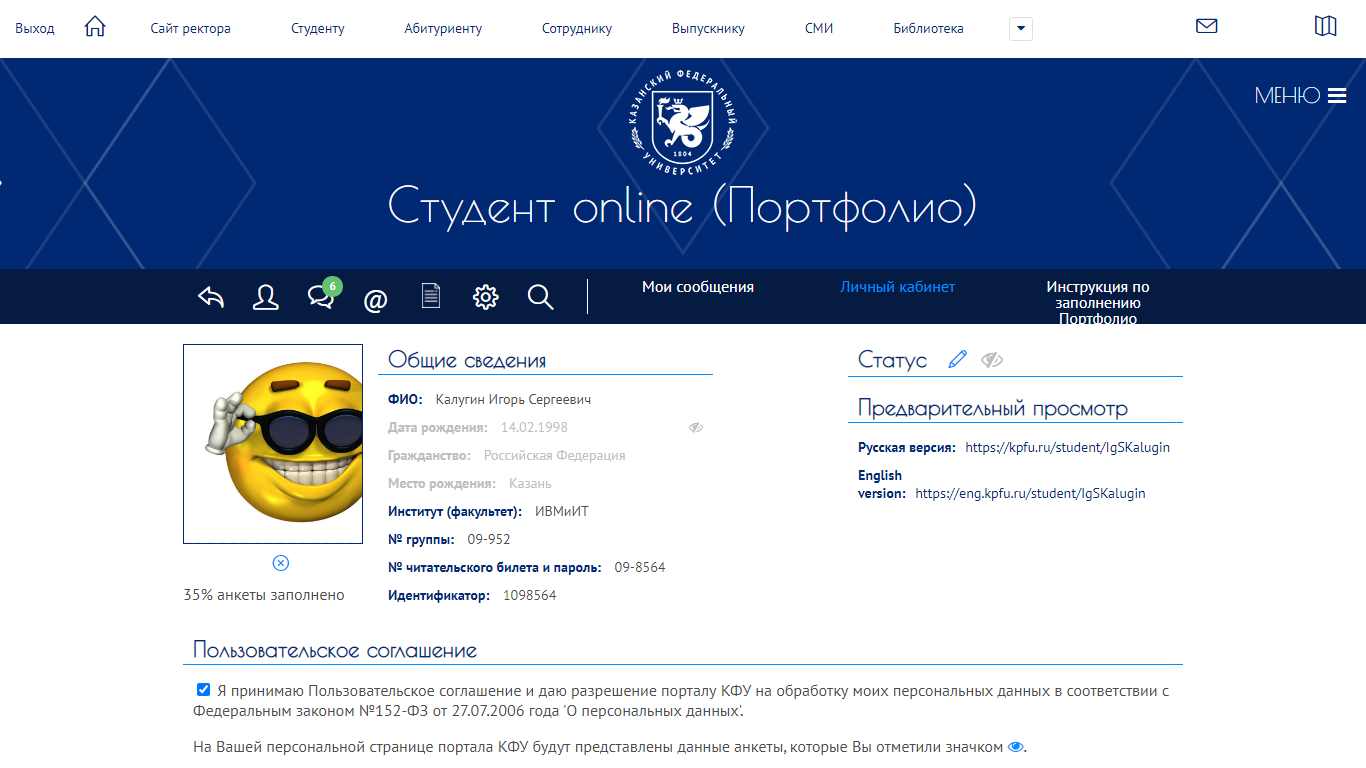 Выход
Сайт ректора
Студенту
Абитуриенту
Сотруднику
Выпускнику
СМИ
Библиотека
МЕНЮ
КАЗАНСКИЙ ФЕДЕРАЛЬНЫЙ
1804
УНИВЕРСИТЕТ
Студент online (Портфолио)
6
@
Мои сообщения
Личный кабинет
Инструкция по
заполнению
Портфолио
Общие сведения
ФИО: Калугин Игорь Сергеевич
Дата рождения: 14.02.1998
Гражданство: Российская Федерация
Место рождения: Казань
Институт (факультет): ИВМиИТ
№ группы: 09-952
№ читательского билета и пароль: 09-8564
Идентификатор: 1098564
35% анкеты заполнено
Статус
Предварительный просмотр
Русская версия: https://kpfu.ru/student/IgSKalugin
English
version: https://eng.kpfu.ru/student/IgSKalugin
Пользовательское соглашение
Я принимаю Пользовательское соглашение и даю разрешение порталу КФУ на обработку моих персональных данных в соответствии с
Федеральным законом №152-ФЗ от 27.07.2006 года 'О персональных данных'.
На Вашей персональной странице портала КФУ будут представлены данные анкеты, которые Вы отметили значком .